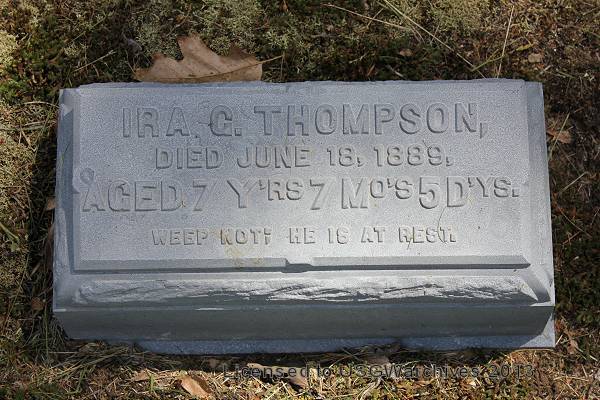 IRA G. THOMPSON,
DIED JUNE 18, 1889,
AGED 7 Y'RS 7 MO'S 5 D'YS.
WEEP NOT; HE IS AT REST.
Licensed to USGWArchives 2013